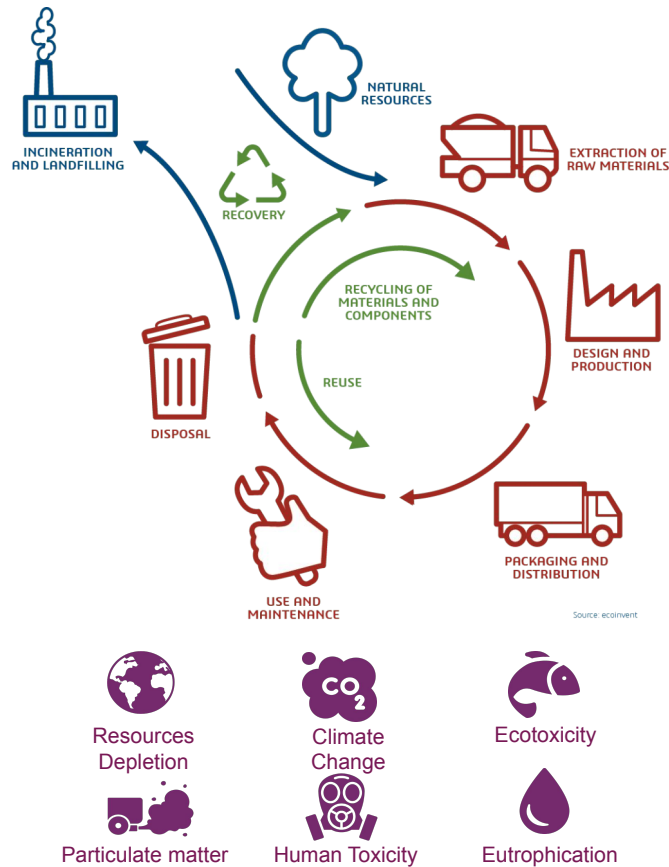 INCINERATION
AND LANDFILLING
NATURAL
RESOURCES
EXTRACTION OF
RAW MATERIALS
RECOVERY
RECYCLING OF
MATERIALS AND
COMPONENTS
DESIGN AND
PRODUCTION
REUSE
DISPOSAL
PACKAGING AND
DISTRIBUTION
USE AND
MAINTENANCE
Source: ecoinvent
CO2
Resources
Depletion
Climate
Change
Ecotoxicity
Particulate matter
Human Toxicity
Eutrophication